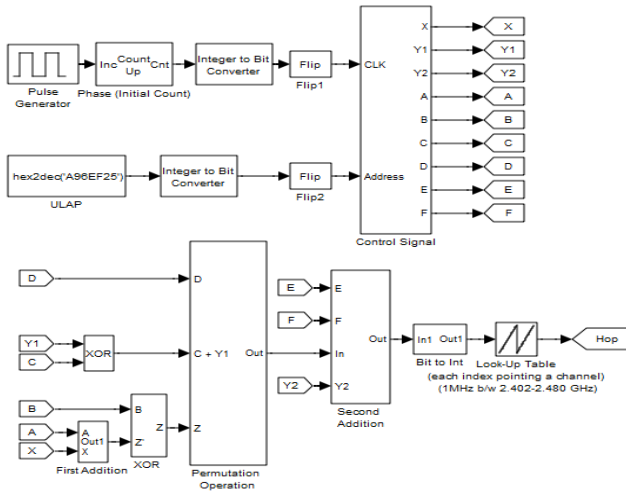 Pulse
Generator
Inc Count Up Cnt
Phase (Initial Count)
Integer to Bit
Converter
Flip
Flip1
CLK
Address
X
Y1
Y2
A
B
C
D
E
F
Control Signal
X
Y1
Y2
A
B
C
D
E
F
hex2dec('A96EF25')
ULAP
Integer to Bit
Converter
Flip
Flip2
D
Y1
C
XOR
B
A
X
A
X
Out1
First Addition
B
Z'
Z
XOR
D
C + Y1
Z
Out
Permutation
Operation
E
F
Y2
E
F
In
Y2
Out
Second
Addition
In1 Out1
Bit to Int
Look-Up Table
(each index pointing a channel)
(1MHz b/w 2.402-2.480 GHz)
Hop